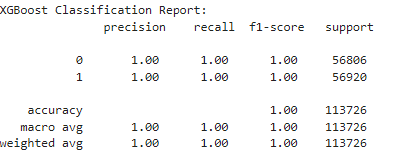 XGBoost Classification Report:
precision recall f1-score support
0 1.00 1.00 1.00 56806
1 1.00 1.00 1.00 56920
accuracy 1.00 113726
macro avg 1.00 1.00 1.00 113726
weighted avg 1.00 1.00 1.00 113726